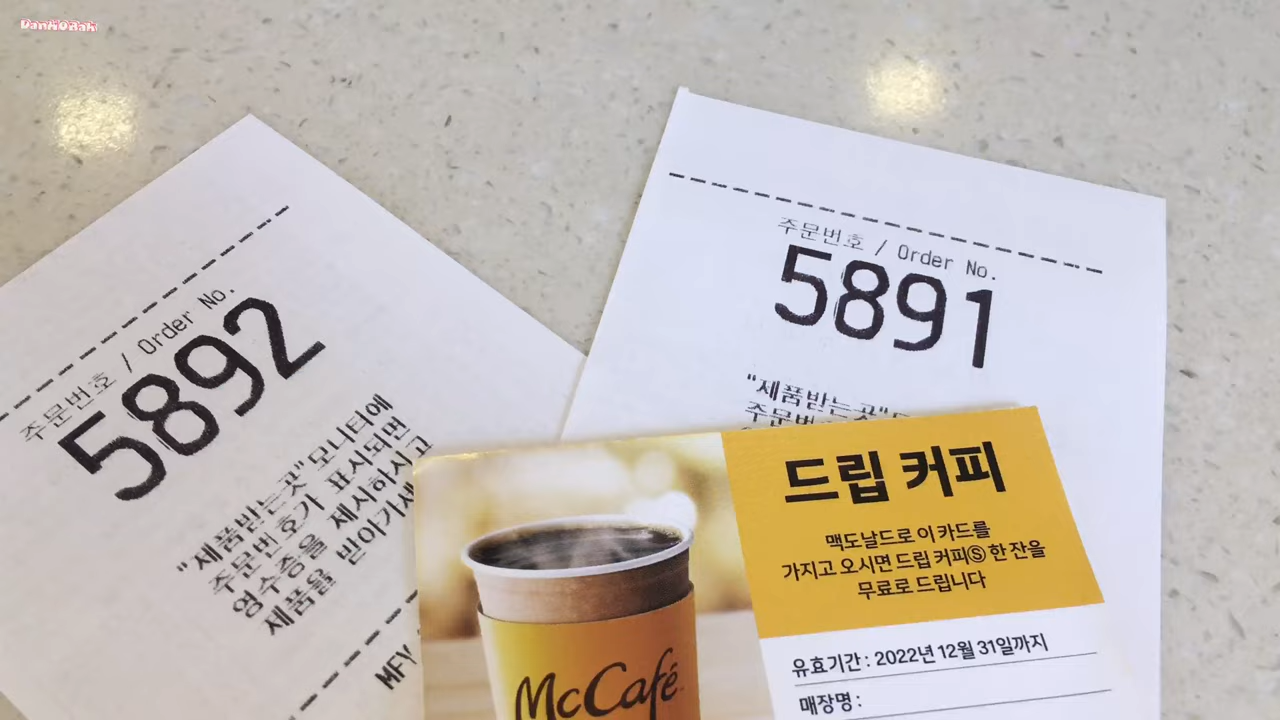 DanHoBak
주문번호 / Order No.
5892
"제품받는곳"모니터에
주문번호가 표시되면
영수증을 제시하시고
제품을 받아가세
MFY
주문번호 / Order No.
5891
"제품받는곳"
드립 커피
맥도날드로 이 카드를
가지고 오시면 드립 커피Ⓢ 한 잔을
무료로 드립니다
유효기간 : 2022년 12월 31일까지
매장명 :
McCafé